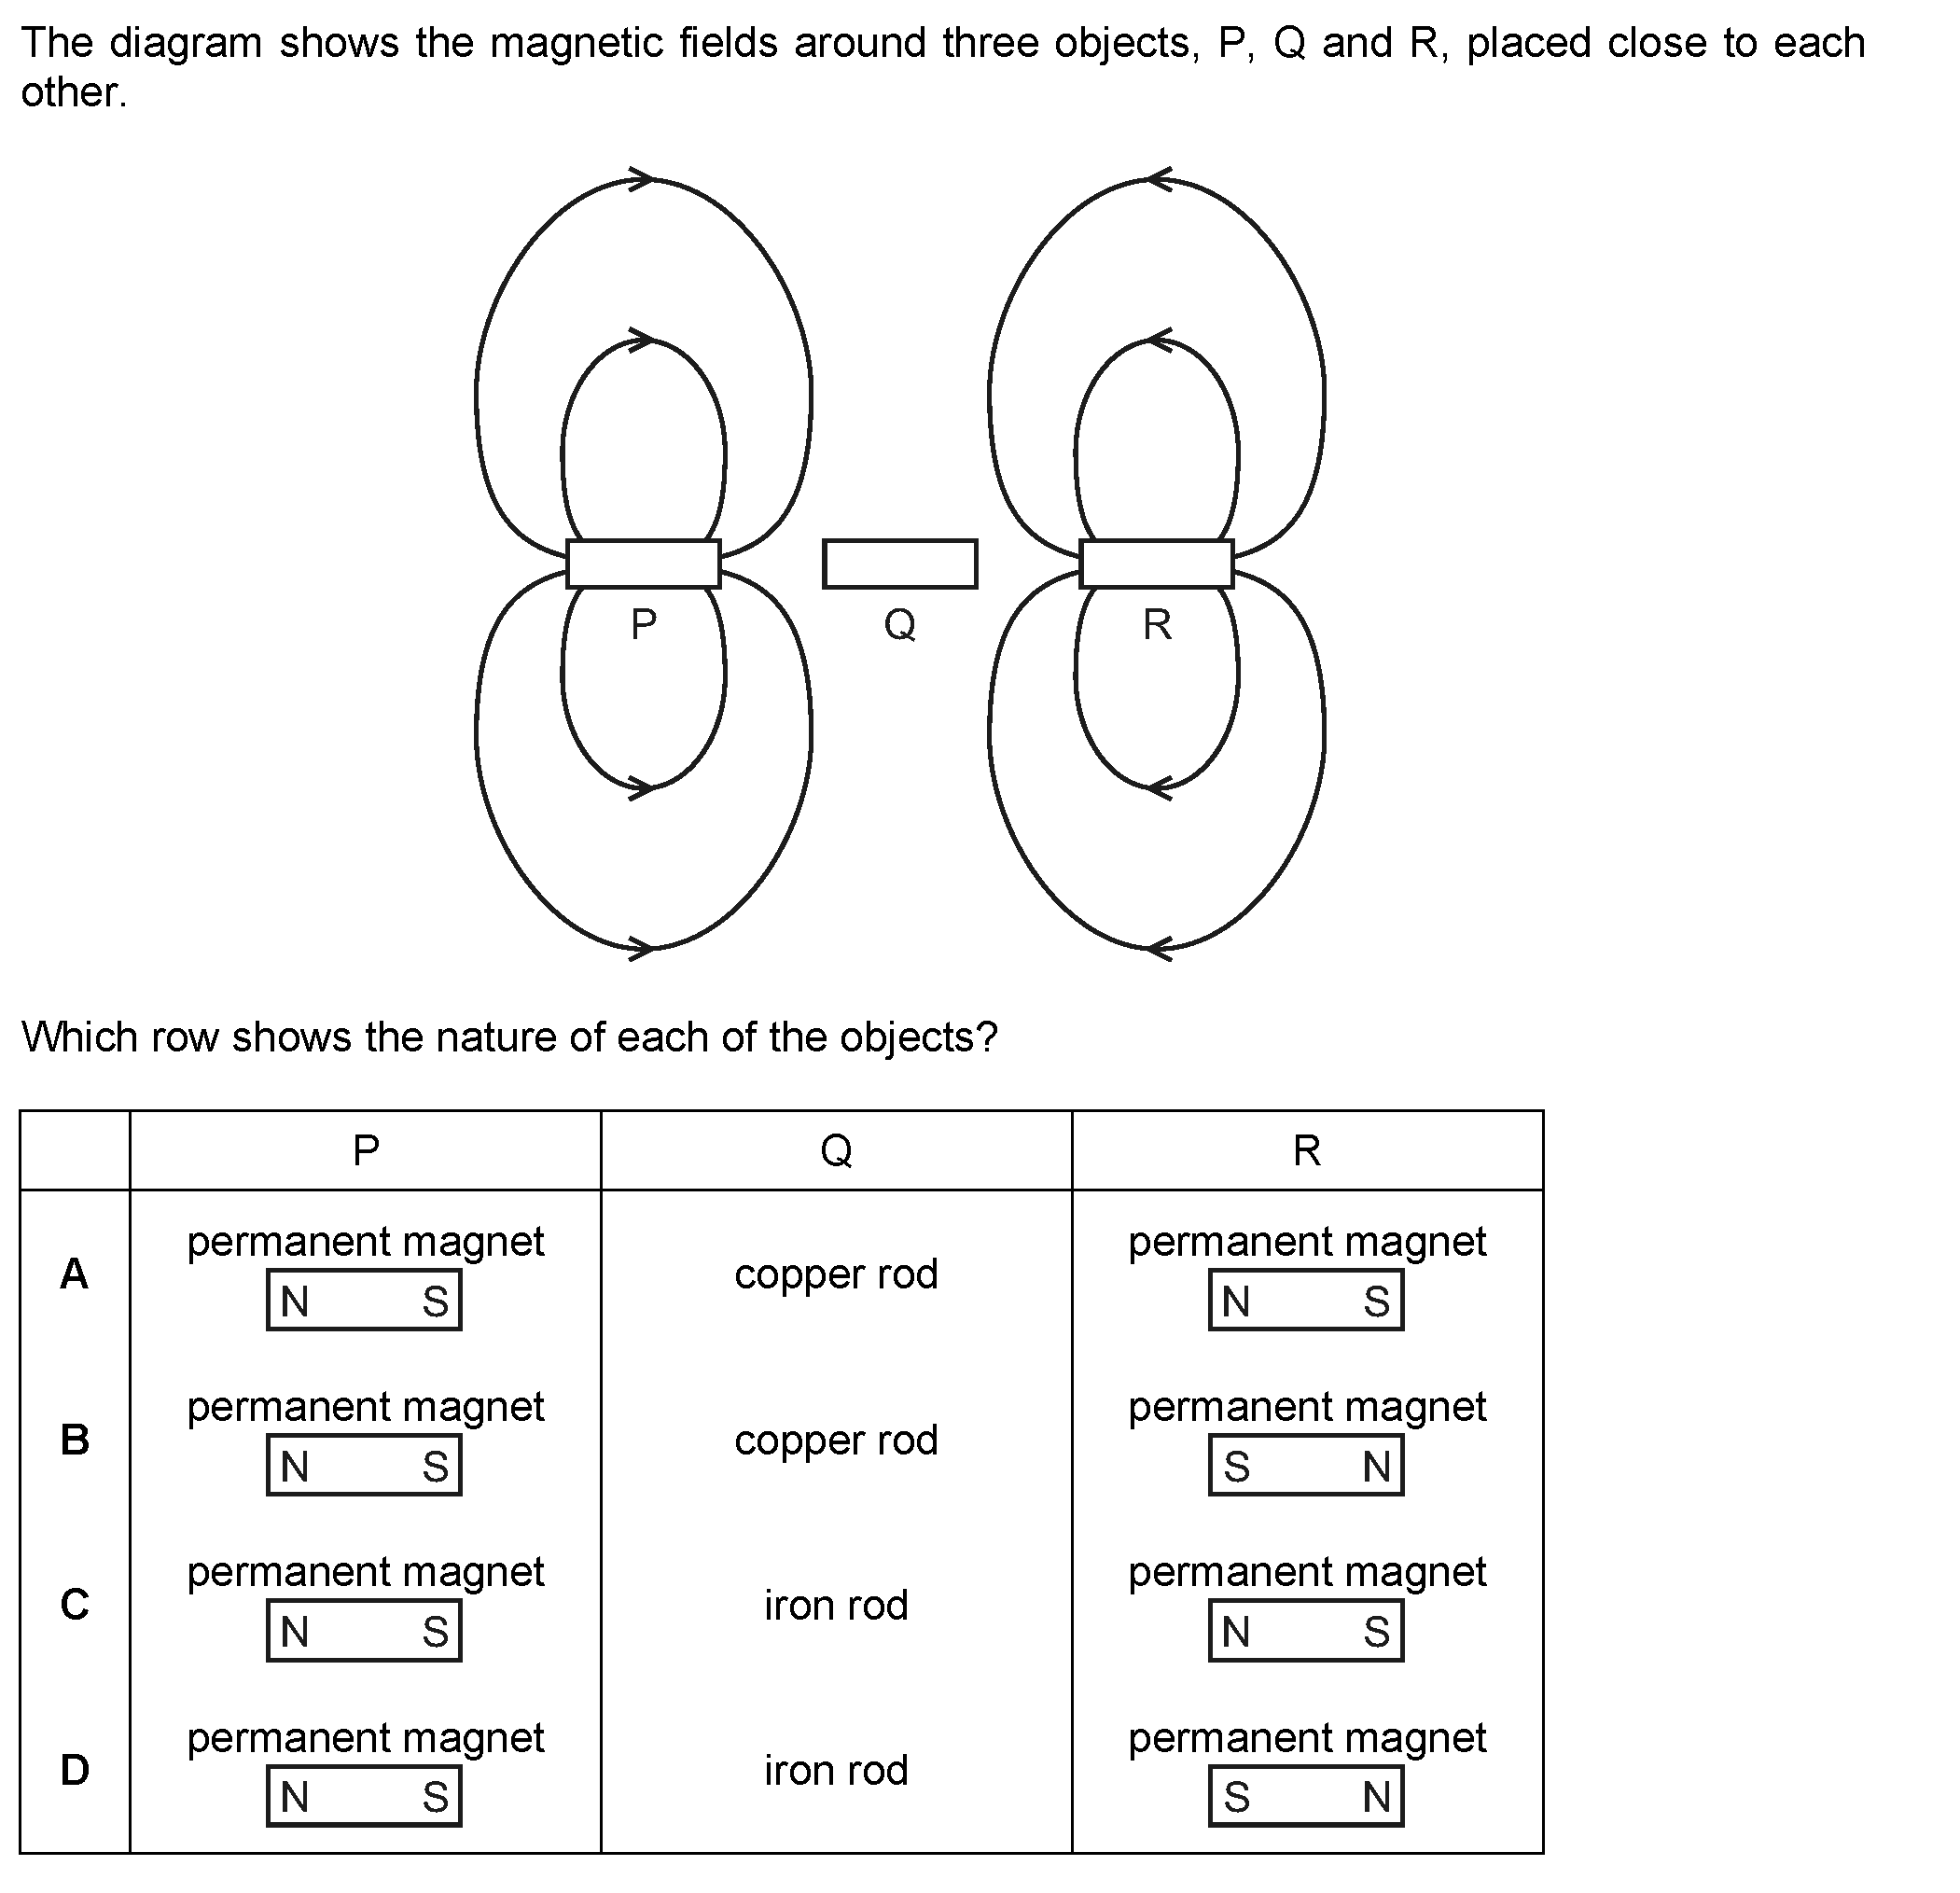 The diagram shows the magnetic fields around three objects, P, Q and R, placed close to each
other.
P Q R
Which row shows the nature of each of the objects?
P Q R
A permanent magnet N S copper rod permanent magnet N S
B permanent magnet N S copper rod permanent magnet S N
C permanent magnet N S iron rod permanent magnet N S
D permanent magnet N S iron rod permanent magnet S N